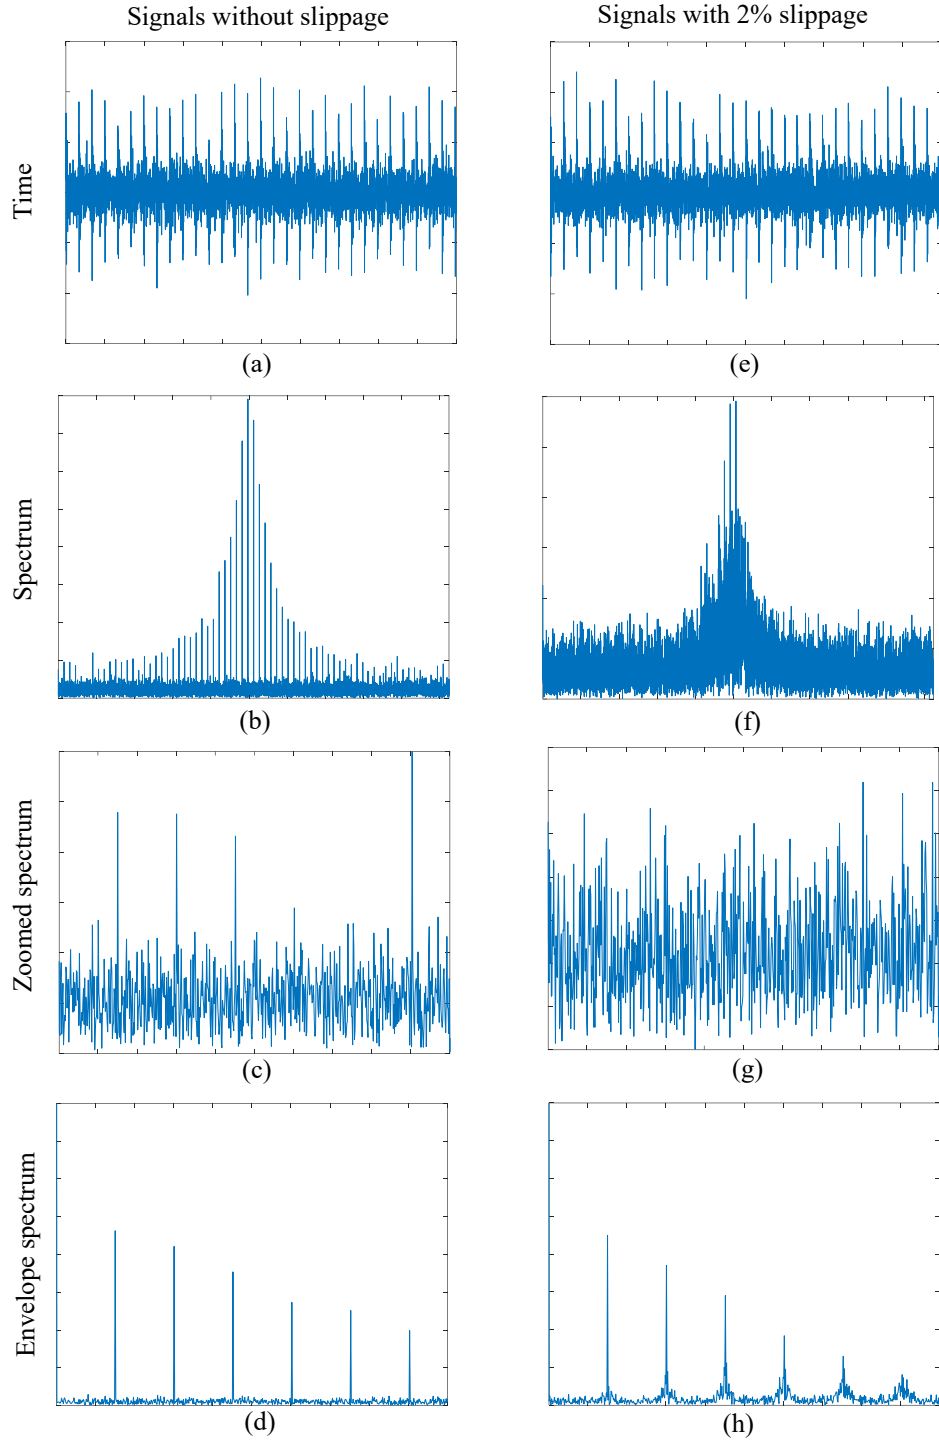 Signals without slippage
Signals with 2% slippage
Time
(a)
(e)
Spectrum
(b)
(f)
Zoomed spectrum
(c)
(g)
Envelope spectrum
(d)
(h)